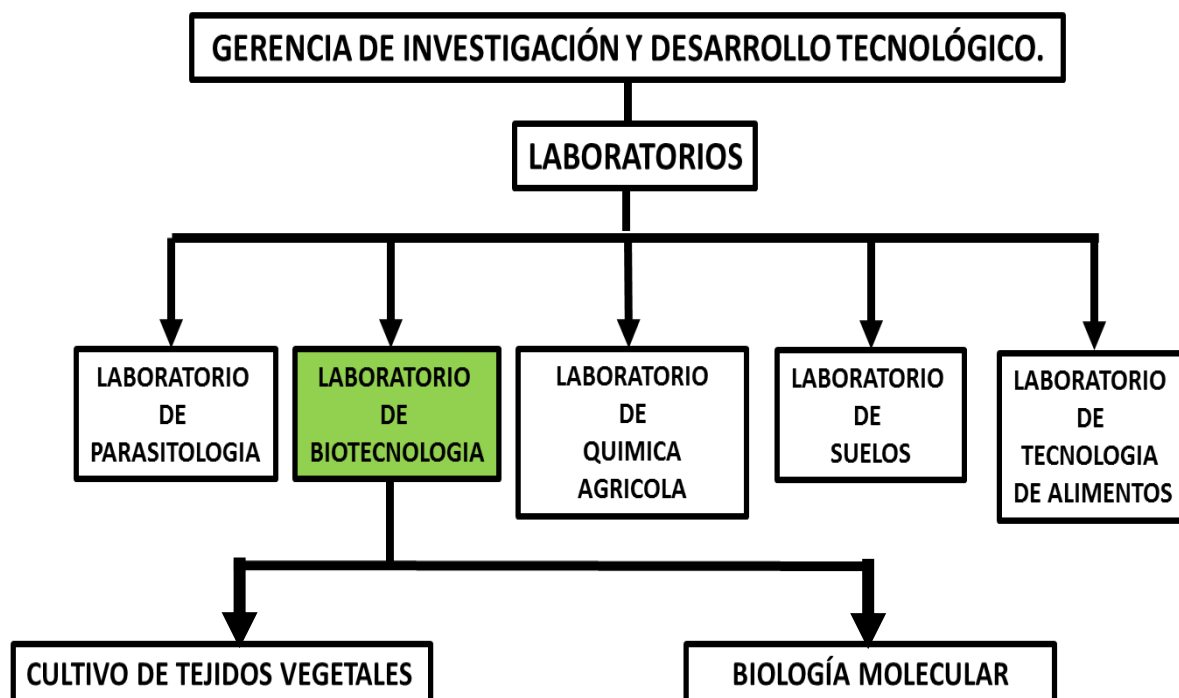 GERENCIA DE INVESTIGACIÓN Y DESARROLLO TECNOLÓGICO.
LABORATORIOS
LABORATORIO
DE
PARASITOLOGIA
LABORATORIO
DE
BIOTECNOLOGIA
LABORATORIO
DE
QUIMICA
AGRICOLA
LABORATORIO
DE
SUELOS
LABORATORIO
DE
TECNOLOGIA
DE ALIMENTOS
CULTIVO DE TEJIDOS VEGETALES
BIOLOGÍA MOLECULAR